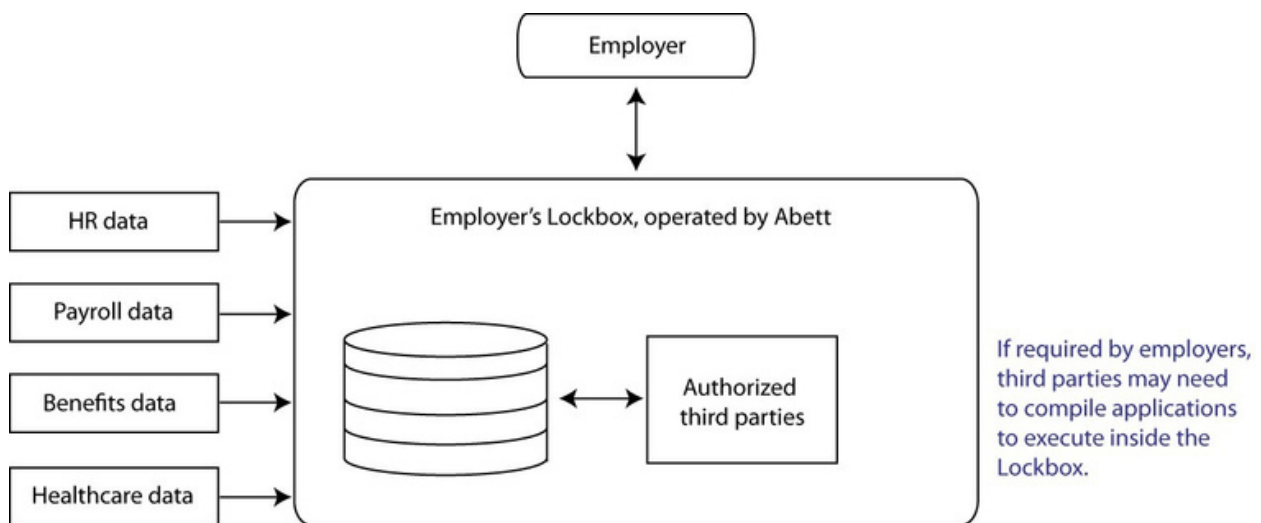 Employer
Employer’s Lockbox, operated by Abett
HR data
Payroll data
Benefits data
Healthcare data
Authorized
third parties
If required by employers,
third parties may need
to compile applications
to execute inside the
Lockbox.